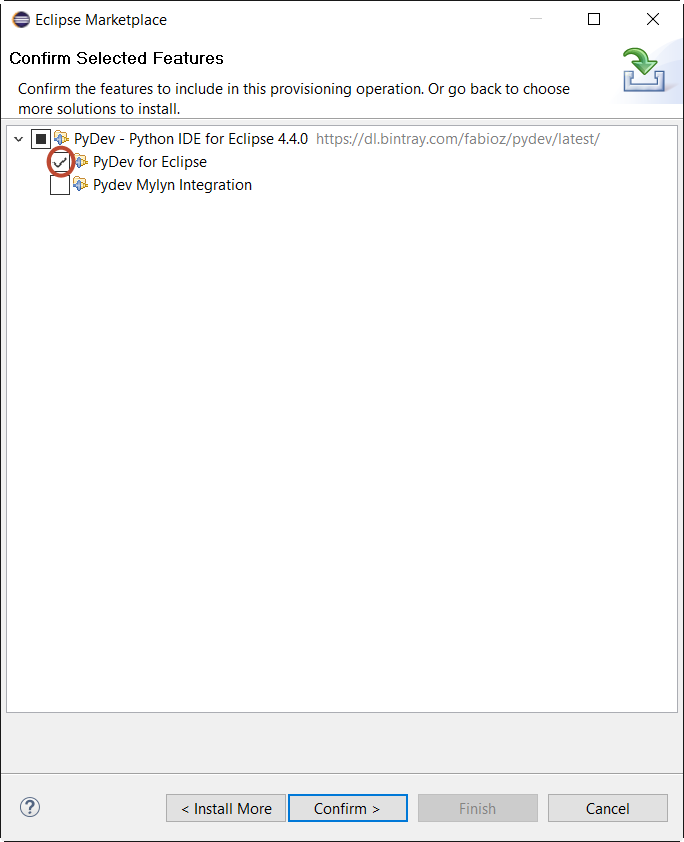 Eclipse Marketplace
Confirm Selected Features
Confirm the features to include in this provisioning operation. Or go back to choose
more solutions to install.
PyDev - Python IDE for Eclipse 4.4.0 https://dl.bintray.com/fabioz/pydev/latest/
PyDev for Eclipse
Pydev Mylyn Integration
? < Install More Confirm > Finish Cancel